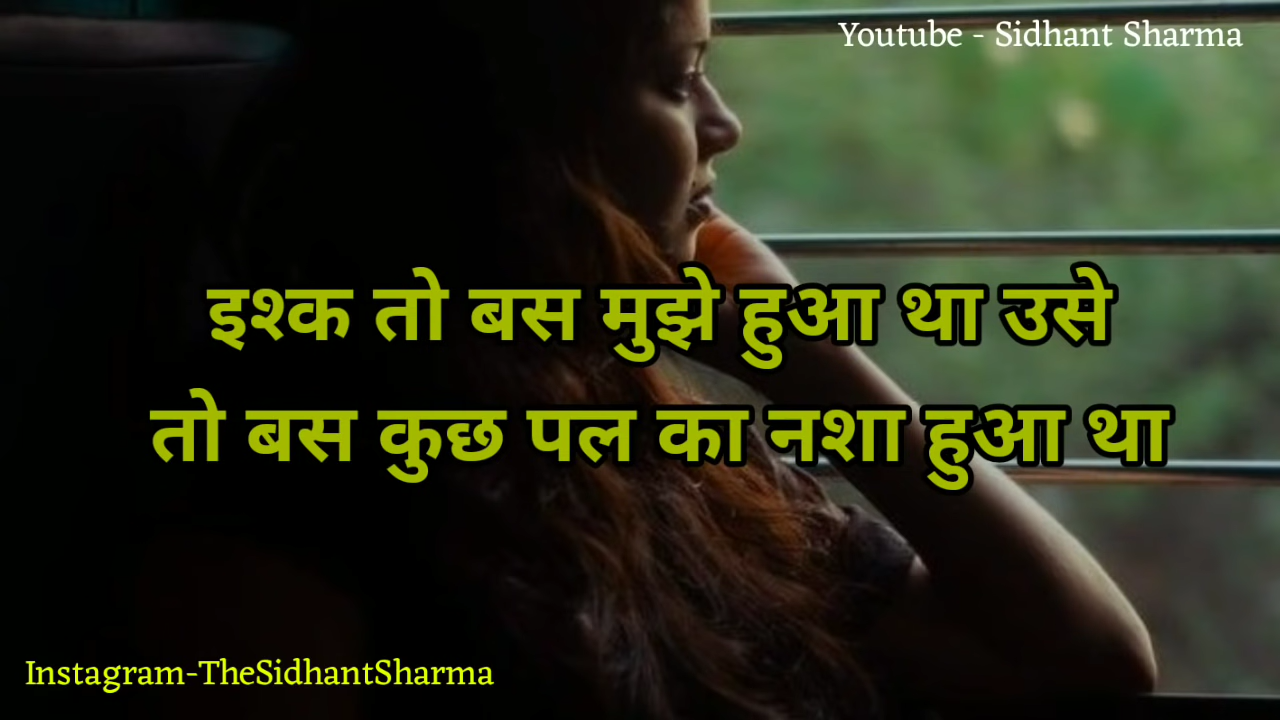 Youtube - Sidhant Sharma
इश्क तो बस मुझे हुआ था उसे
तो बस कुछ पल का नशा हुआ था
Instagram-TheSidhantSharma